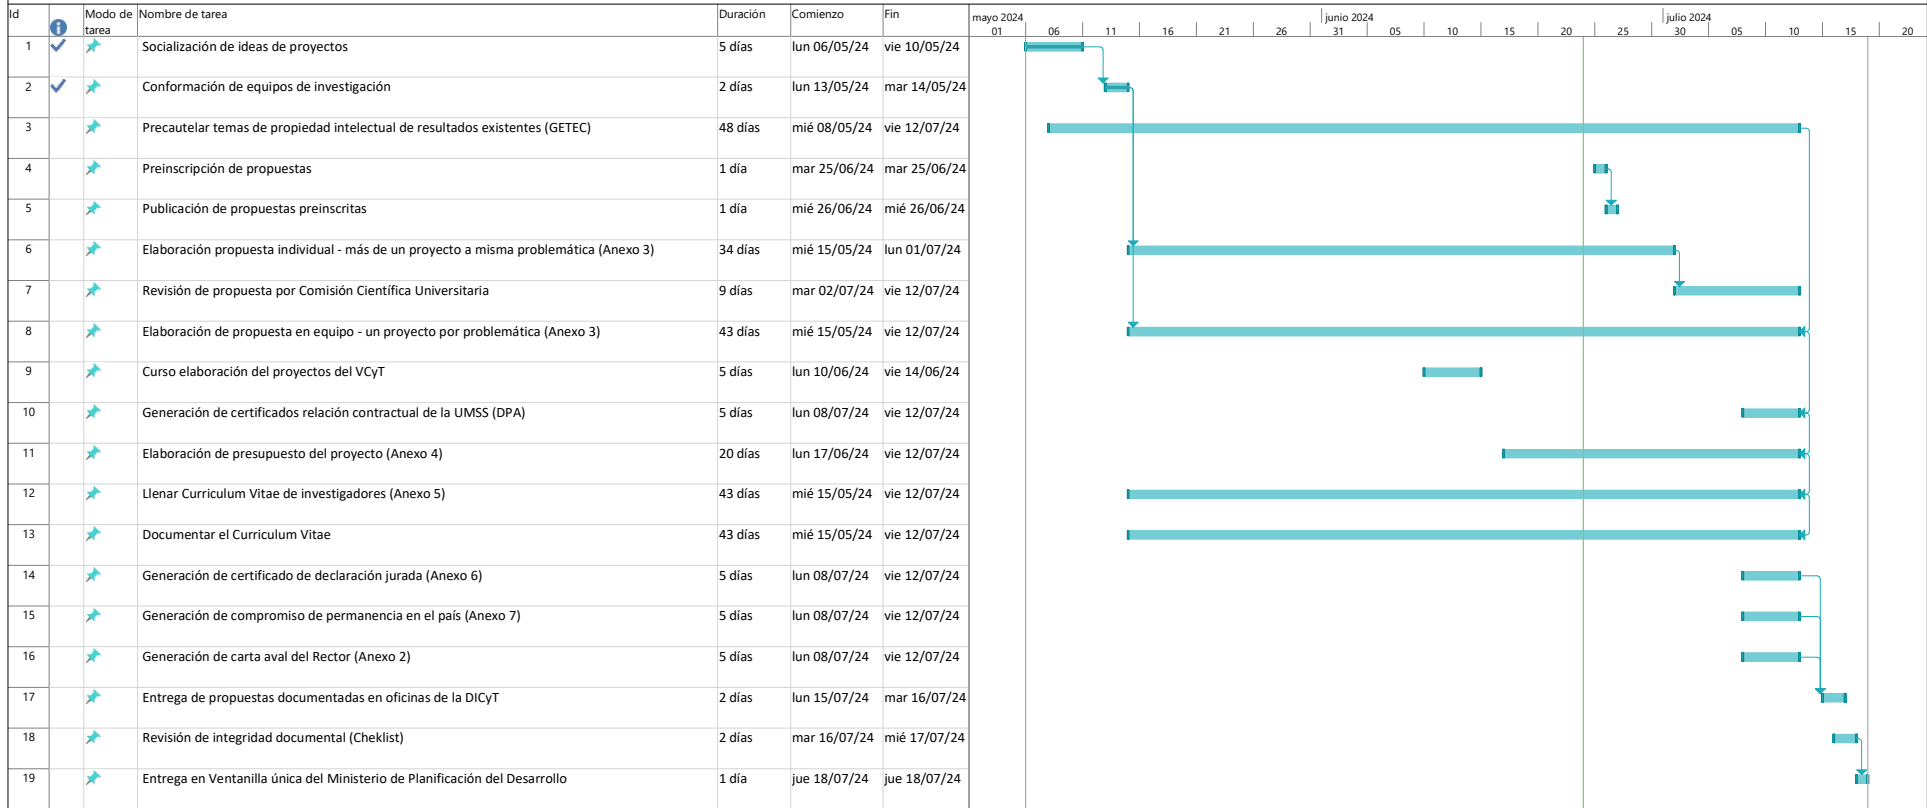 Id Modo de tarea Nombre de tarea Duración Comienzo Fin
mayo 2024 junio 2024 julio 2024
01 06 11 16 21 26 31 05 10 15 20 25 30 05 10 15 20
1 Socialización de ideas de proyectos 5 días lun 06/05/24 vie 10/05/24
2 Conformación de equipos de investigación 2 días lun 13/05/24 mar 14/05/24
3 Precautelar temas de propiedad intelectual de resultados existentes (GETEC) 48 días mié 08/05/24 vie 12/07/24
4 Preinscripción de propuestas 1 día mar 25/06/24 mar 25/06/24
5 Publicación de propuestas preinscritas 1 día mié 26/06/24 mié 26/06/24
6 Elaboración propuesta individual - más de un proyecto a misma problemática (Anexo 3) 34 días mié 15/05/24 lun 01/07/24
7 Revisión de propuesta por Comisión Científica Universitaria 9 días mar 02/07/24 vie 12/07/24
8 Elaboración de propuesta en equipo - un proyecto por problemática (Anexo 3) 43 días mié 15/05/24 vie 12/07/24
9 Curso elaboración del proyectos del VCyT 5 días lun 10/06/24 vie 14/06/24
10 Generación de certificados relación contractual de la UMSS (DPA) 5 días lun 08/07/24 vie 12/07/24
11 Elaboración de presupuesto del proyecto (Anexo 4) 20 días lun 17/06/24 vie 12/07/24
12 Llenar Curriculum Vitae de investigadores (Anexo 5) 43 días mié 15/05/24 vie 12/07/24
13 Documentar el Curriculum Vitae 43 días mié 15/05/24 vie 12/07/24
14 Generación de certificado de declaración jurada (Anexo 6) 5 días lun 08/07/24 vie 12/07/24
15 Generación de compromiso de permanencia en el país (Anexo 7) 5 días lun 08/07/24 vie 12/07/24
16 Generación de carta aval del Rector (Anexo 2) 5 días lun 08/07/24 vie 12/07/24
17 Entrega de propuestas documentadas en oficinas de la DICyT 2 días lun 15/07/24 mar 16/07/24
18 Revisión de integridad documental (Cheklist) 2 días mar 16/07/24 mié 17/07/24
19 Entrega en Ventanilla única del Ministerio de Planificación del Desarrollo 1 día jue 18/07/24 jue 18/07/24